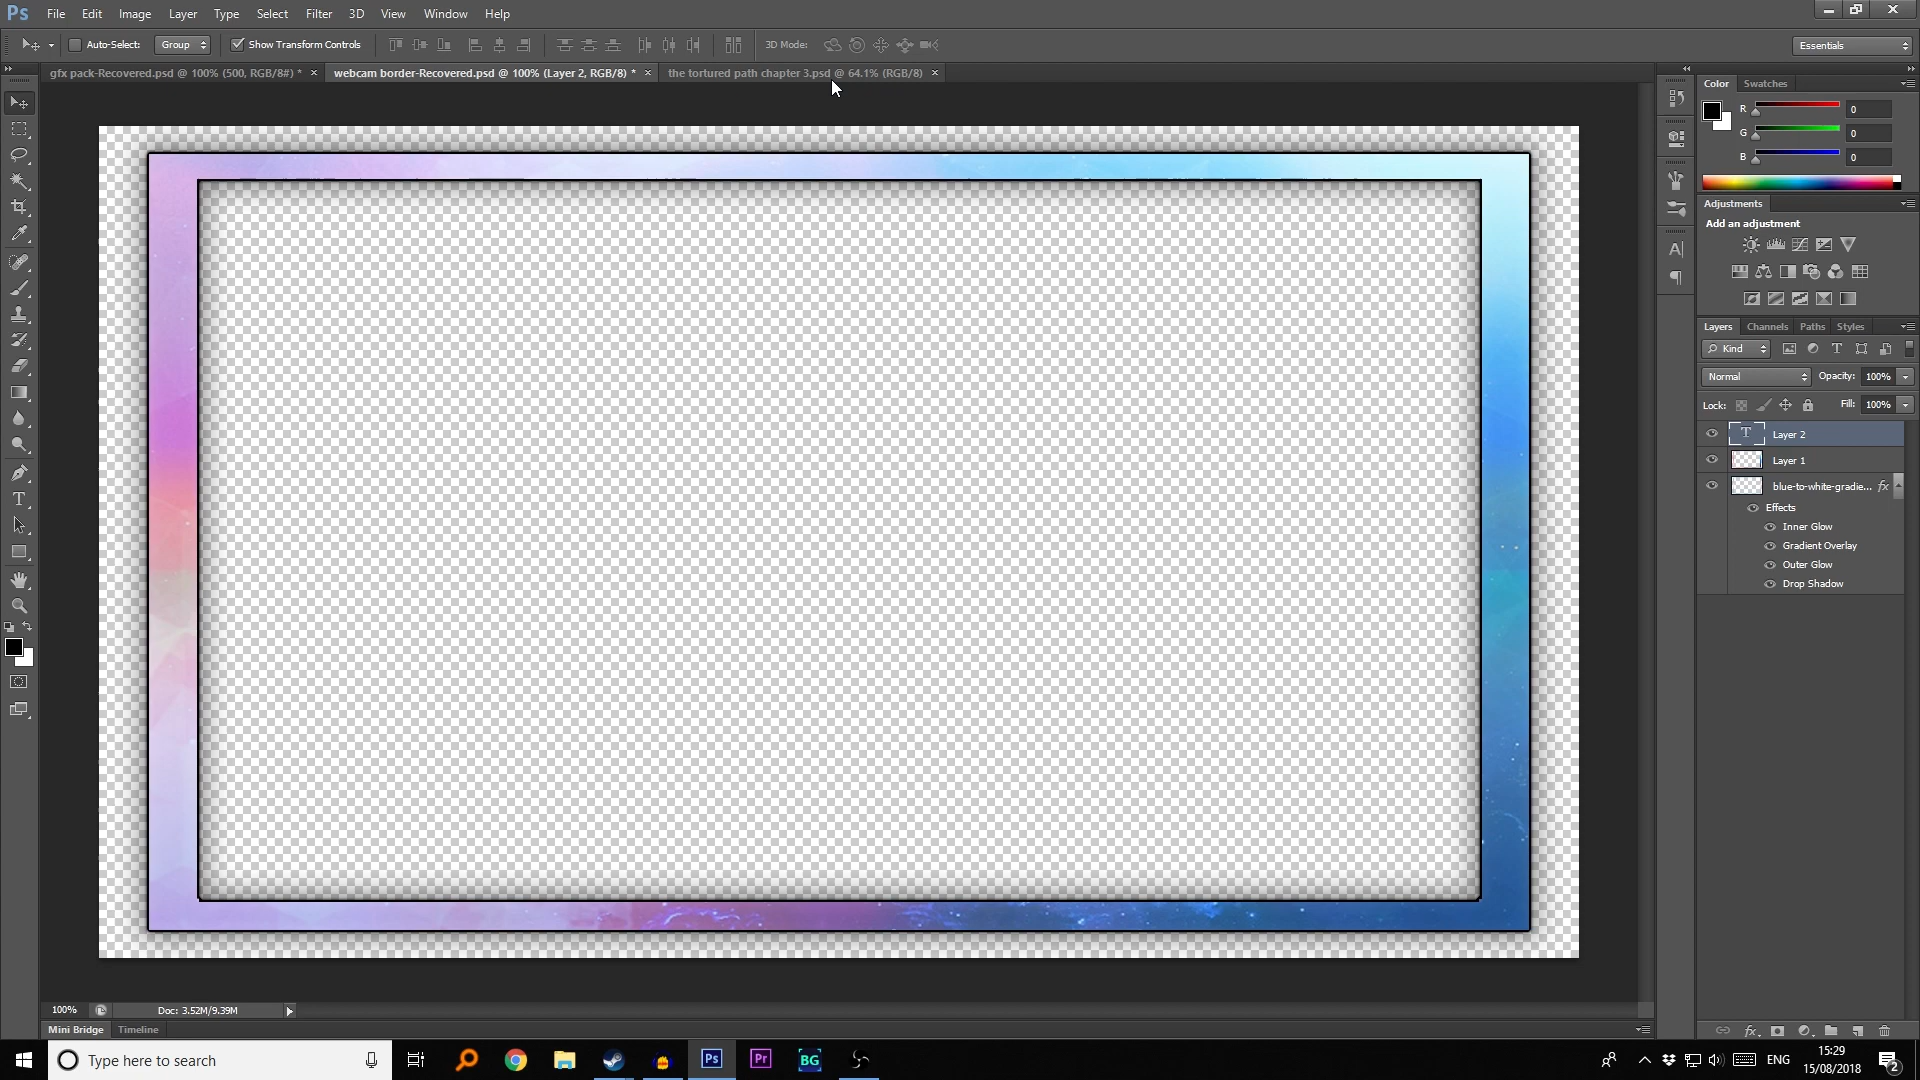 Ps File Edit Image Layer Type Select Filter 3D View Window Help
Auto-Select: Group Show Transform Controls 3D Mode: Essentials
gfx pack-Recovered.psd @ 100% (500, RGB/8#) * × webcam border-Recovered.psd @ 100% (Layer 2, RGB/8) * × the tortured path chapter 3.psd @ 64.1% (RGB/8) ×
Color Swatches
R 0
G 0
B 0
Adjustments
Add an adjustment
Layers Channels Paths Styles
Kind
Normal Opacity: 100%
Lock: Fill: 100%
T Layer 2
Layer 1
blue-to-white-gradie... fx
Effects
Inner Glow
Gradient Overlay
Outer Glow
Drop Shadow
100% Doc: 3.52M/9.39M
Mini Bridge Timeline
Type here to search
Ps Pr BG
ENG
15:29
15/08/2018
2